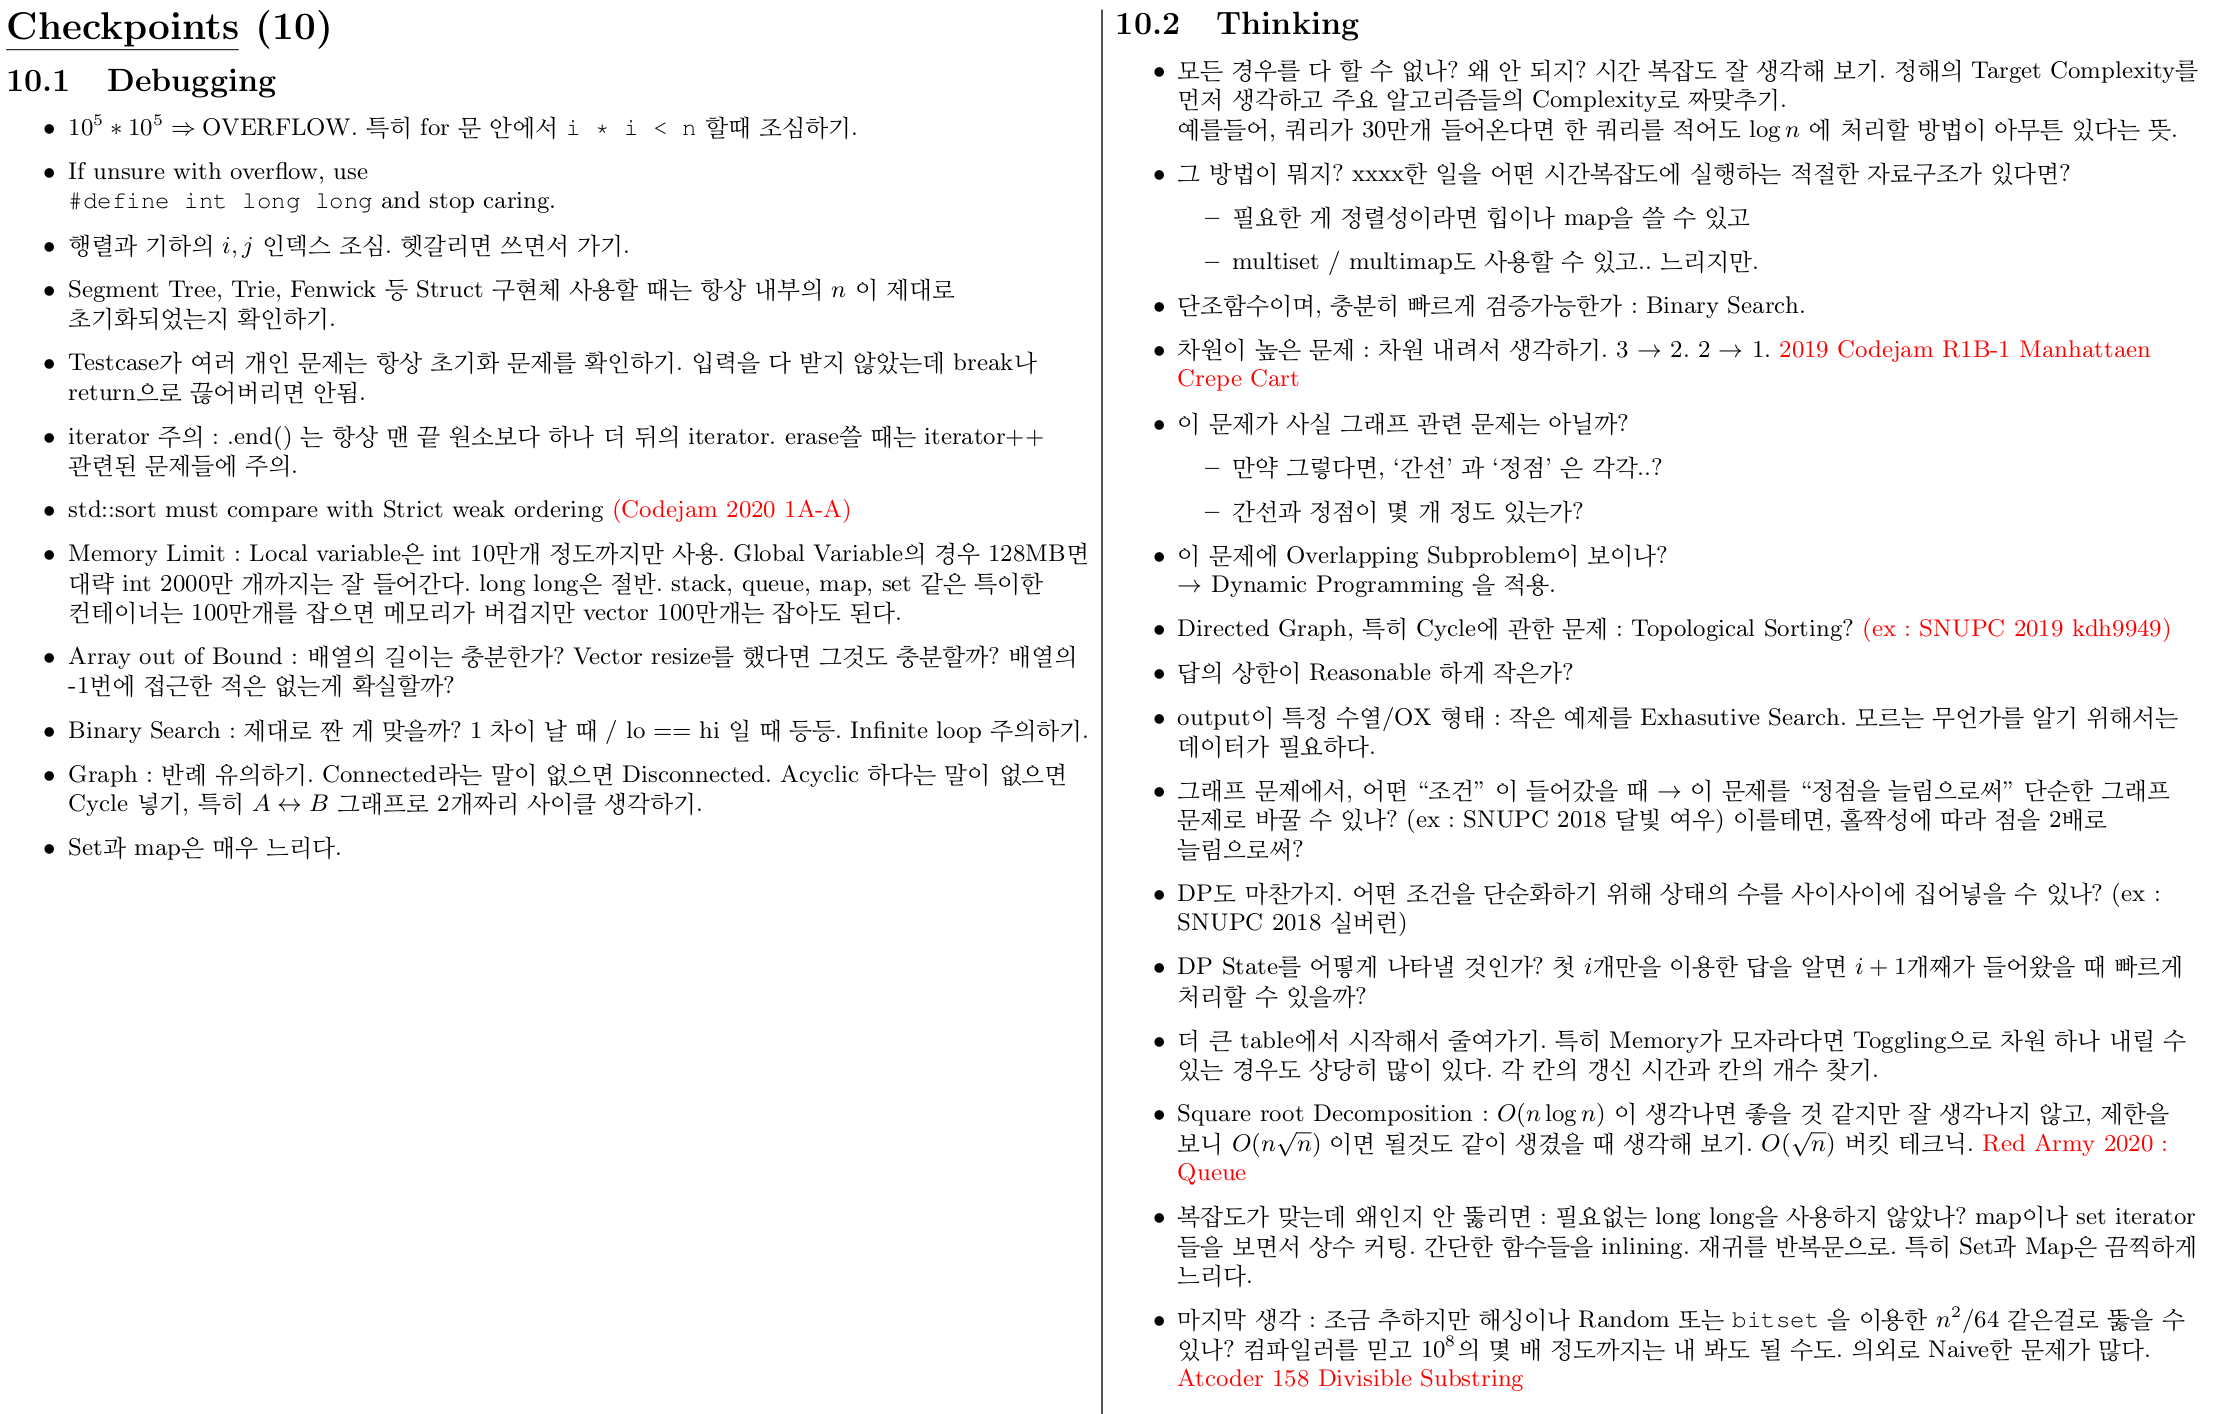 Checkpoints (10)
10.1 Debugging
• 10^5 ∗ 10^5 ⇒ OVERFLOW. 특히 for 문 안에서 i * i < n 할때 조심하기.
• If unsure with overflow, use
#define int long long and stop caring.
• 행렬과 기하의 i, j 인덱스 조심. 헷갈리면 쓰면서 가기.
• Segment Tree, Trie, Fenwick 등 Struct 구현체 사용할 때는 항상 내부의 n 이 제대로
초기화되었는지 확인하기.
• Testcase가 여러 개인 문제는 항상 초기화 문제를 확인하기. 입력을 다 받지 않았는데 break나
return으로 끊어버리면 안됨.
• iterator 주의 : .end() 는 항상 맨 끝 원소보다 하나 더 뒤의 iterator. erase쓸 때는 iterator++
관련된 문제들에 주의.
• std::sort must compare with Strict weak ordering (Codejam 2020 1A-A)
• Memory Limit : Local variable은 int 10만개 정도까지만 사용. Global Variable의 경우 128MB면
대략 int 2000만 개까지는 잘 들어간다. long long은 절반. stack, queue, map, set 같은 특이한
컨테이너는 100만개를 잡으면 메모리가 버겁지만 vector 100만개는 잡아도 된다.
• Array out of Bound : 배열의 길이는 충분한가? Vector resize를 했다면 그것도 충분할까? 배열의
-1번에 접근한 적은 없는게 확실할까?
• Binary Search : 제대로 짠 게 맞을까? 1 차이 날 때 / lo == hi 일 때 등등. Infinite loop 주의하기.
• Graph : 반례 유의하기. Connected라는 말이 없으면 Disconnected. Acyclic 하다는 말이 없으면
Cycle 넣기, 특히 A ↔ B 그래프로 2개짜리 사이클 생각하기.
• Set과 map은 매우 느리다.
10.2 Thinking
• 모든 경우를 다 할 수 없나? 왜 안 되지? 시간 복잡도 잘 생각해 보기. 정해의 Target Complexity를
먼저 생각하고 주요 알고리즘들의 Complexity로 짜맞추기.
예를들어, 쿼리가 30만개 들어온다면 한 쿼리를 적어도 log n 에 처리할 방법이 아무튼 있다는 뜻.
• 그 방법이 뭐지? xxxx한 일을 어떤 시간복잡도에 실행하는 적절한 자료구조가 있다면?
– 필요한 게 정렬성이라면 힙이나 map을 쓸 수 있고
– multiset / multimap도 사용할 수 있고.. 느리지만.
• 단조함수이며, 충분히 빠르게 검증가능한가 : Binary Search.
• 차원이 높은 문제 : 차원 내려서 생각하기. 3 → 2. 2 → 1. 2019 Codejam R1B-1 Manhattaen
Crepe Cart
• 이 문제가 사실 그래프 관련 문제는 아닐까?
– 만약 그렇다면, ‘간선’ 과 ‘정점’ 은 각각..?
– 간선과 정점이 몇 개 정도 있는가?
• 이 문제에 Overlapping Subproblem이 보이나?
→ Dynamic Programming 을 적용.
• Directed Graph, 특히 Cycle에 관한 문제 : Topological Sorting? (ex : SNUPC 2019 kdh9949)
• 답의 상한이 Reasonable 하게 작은가?
• output이 특정 수열/OX 형태 : 작은 예제를 Exhasutive Search. 모르는 무언가를 알기 위해서는
데이터가 필요하다.
• 그래프 문제에서, 어떤 “조건” 이 들어갔을 때 → 이 문제를 “정점을 늘림으로써” 단순한 그래프
문제로 바꿀 수 있나? (ex : SNUPC 2018 달빛 여우) 이를테면, 홀짝성에 따라 점을 2배로
늘림으로써?
• DP도 마찬가지. 어떤 조건을 단순화하기 위해 상태의 수를 사이사이에 집어넣을 수 있나? (ex :
SNUPC 2018 실버런)
• DP State를 어떻게 나타낼 것인가? 첫 i개만을 이용한 답을 알면 i + 1개째가 들어왔을 때 빠르게
처리할 수 있을까?
• 더 큰 table에서 시작해서 줄여가기. 특히 Memory가 모자라다면 Toggling으로 차원 하나 내릴 수
있는 경우도 상당히 많이 있다. 각 칸의 갱신 시간과 칸의 개수 찾기.
• Square root Decomposition : O(n log n) 이 생각나면 좋을 것 같지만 잘 생각나지 않고, 제한을
보니 O(n√n) 이면 될것도 같이 생겼을 때 생각해 보기. O(√n) 버킷 테크닉. Red Army 2020 :
Queue
• 복잡도가 맞는데 왜인지 안 뚫리면 : 필요없는 long long을 사용하지 않았나? map이나 set iterator
들을 보면서 상수 커팅. 간단한 함수들을 inlining. 재귀를 반복문으로. 특히 Set과 Map은 끔찍하게
느리다.
• 마지막 생각 : 조금 추하지만 해싱이나 Random 또는 bitset 을 이용한 n^2/64 같은걸로 뚫을 수
있나? 컴파일러를 믿고 10^8의 몇 배 정도까지는 내 봐도 될 수도. 의외로 Naive한 문제가 많다.
Atcoder 158 Divisible Substring